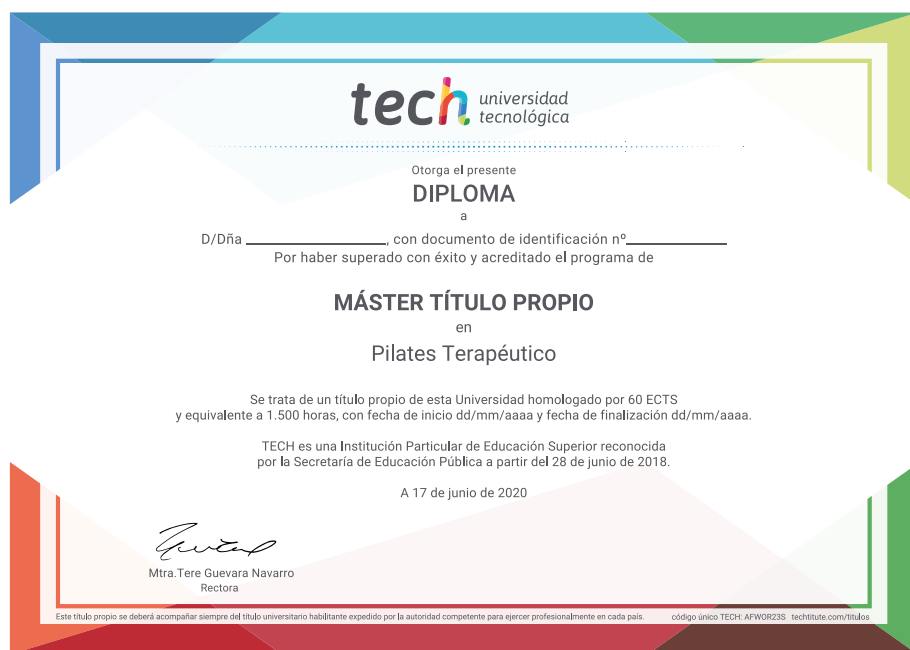 tech universidad
tecnológica
Otorga el presente
DIPLOMA
a
D/Dña ____________, con documento de identificación nº____________
Por haber superado con éxito y acreditado el programa de
MÁSTER TÍTULO PROPIO
en
Pilates Terapéutico
Se trata de un título propio de esta Universidad homologado por 60 ECTS
y equivalente a 1.500 horas, con fecha de inicio dd/mm/aaaa y fecha de finalización dd/mm/aaaa.
TECH es una Institución Particular de Educación Superior reconocida
por la Secretaría de Educación Pública a partir del 28 de junio de 2018.
A 17 de junio de 2020
Mtra.Tere Guevara Navarro
Rectora
Este título propio se deberá acompañar siempre del título universitario habilitante expedido por la autoridad competente para ejercer profesionalmente en cada país. código único TECH: AFWOR23S techtitute.com/titulos